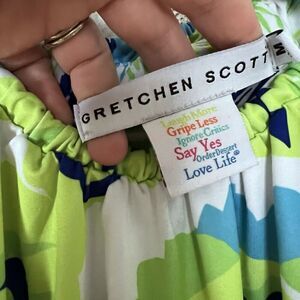 GRETCHEN SCOTT
M
Laugh More
Gripe Less
Ignore Critics
Say Yes
Order Dessert
Love Life®